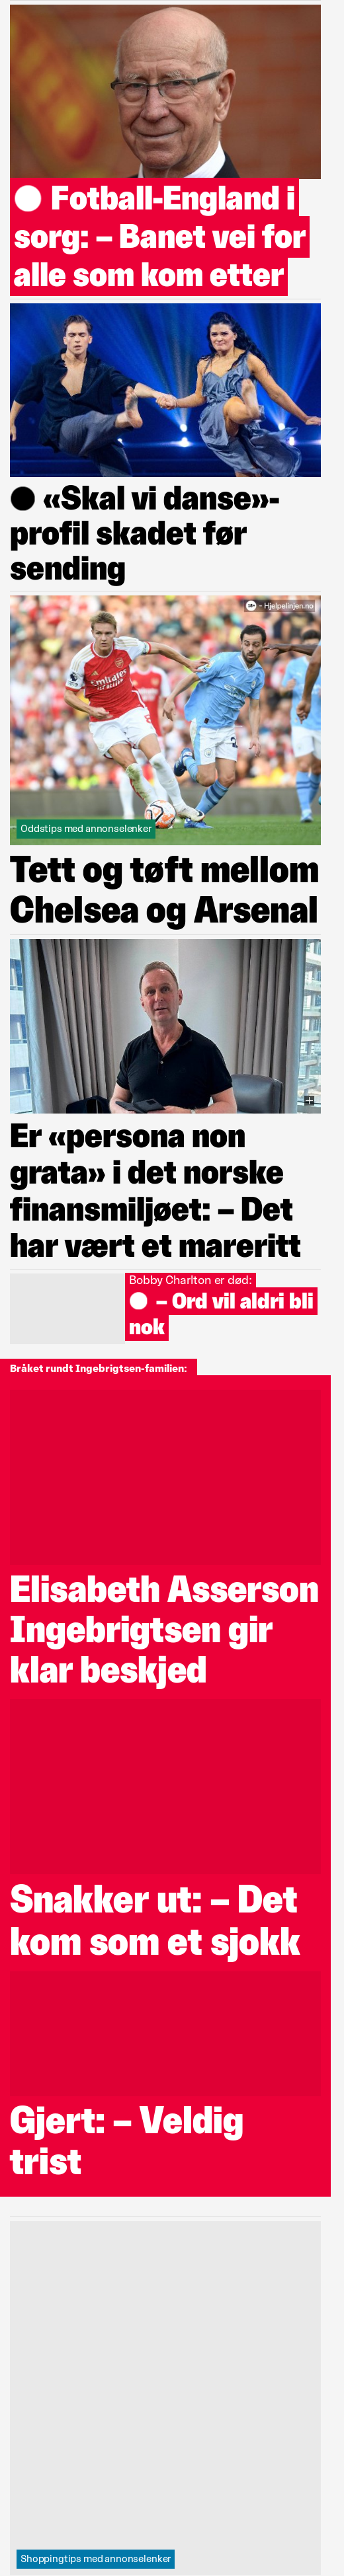 Fotball-England i
sorg: – Banet vei for
alle som kom etter
«Skal vi danse»-
profil skadet før
sending
18+ - Hjelpelinjen.no
Oddstips med annonselenker
Tett og tøft mellom
Chelsea og Arsenal
Er «persona non
grata» i det norske
finansmiljøet: – Det
har vært et mareritt
Bobby Charlton er død:
– Ord vil aldri bli
nok
Bråket rundt Ingebrigtsen-familien:
Elisabeth Asserson
Ingebrigtsen gir
klar beskjed
Snakker ut: – Det
kom som et sjokk
Gjert: – Veldig
trist
Shoppingtips med annonselenker